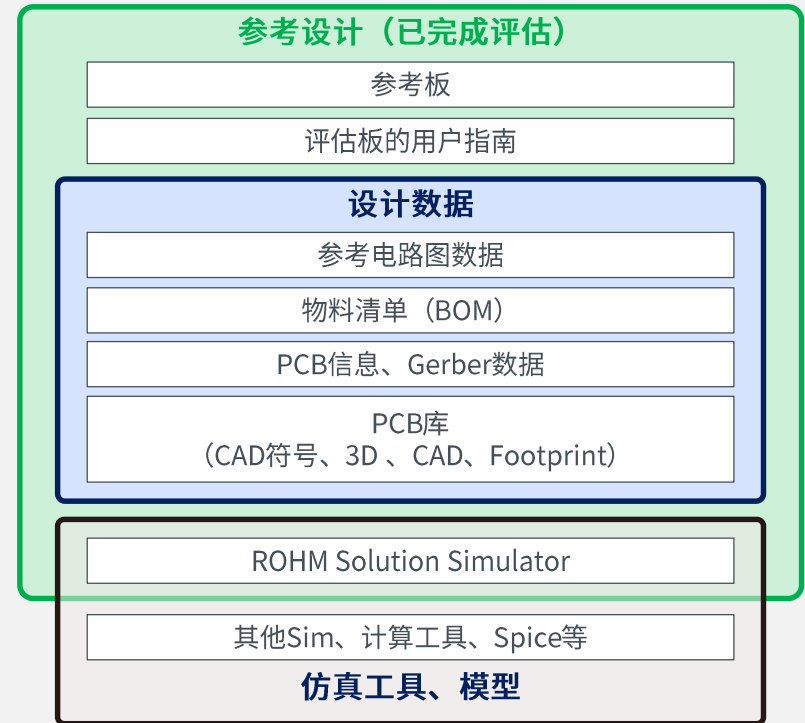 参考设计（已完成评估）
参考板
评估板的用户指南
设计数据
参考电路图数据
物料清单（BOM）
PCB信息、Gerber数据
PCB库
（CAD符号、3D 、CAD、Footprint）
ROHM Solution Simulator
其他Sim、计算工具、Spice等
仿真工具、模型